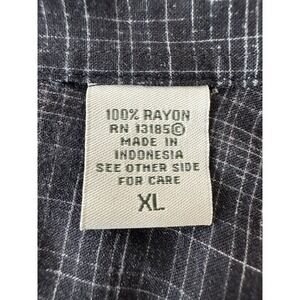 100% RAYON
RN 13185©
MADE IN
INDONESIA
SEE OTHER SIDE
FOR CARE
XL